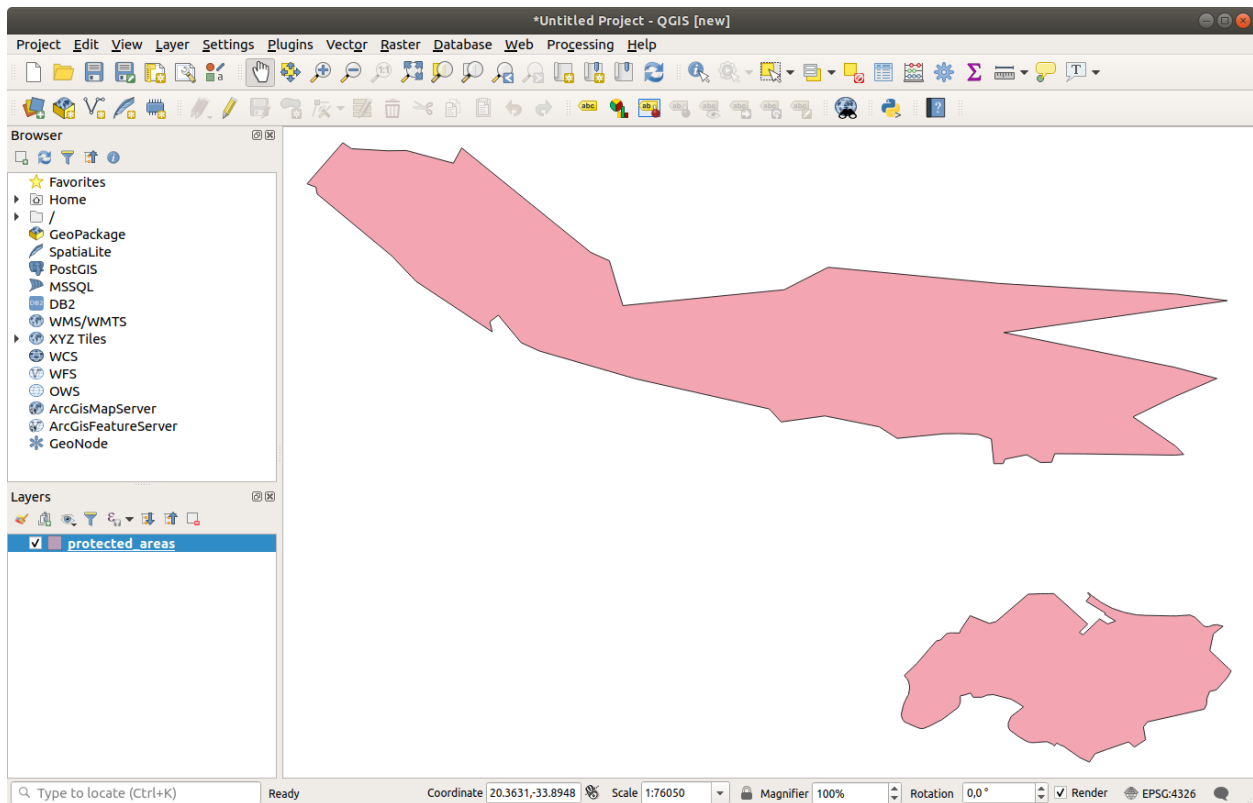 *Untitled Project - QGIS [new]
Project Edit View Layer Settings Plugins Vector Raster Database Web Processing Help
Browser
Favorites
Home
/
GeoPackage
SpatiaLite
PostGIS
MSSQL
DB2
WMS/WMTS
XYZ Tiles
WCS
WFS
OWS
ArcGisMapServer
ArcGisFeatureServer
GeoNode
Layers
protected_areas
Type to locate (Ctrl+K) Ready Coordinate 20.3631,-33.8948 Scale 1:76050 Magnifier 100% Rotation 0,0 ° Render EPSG:4326